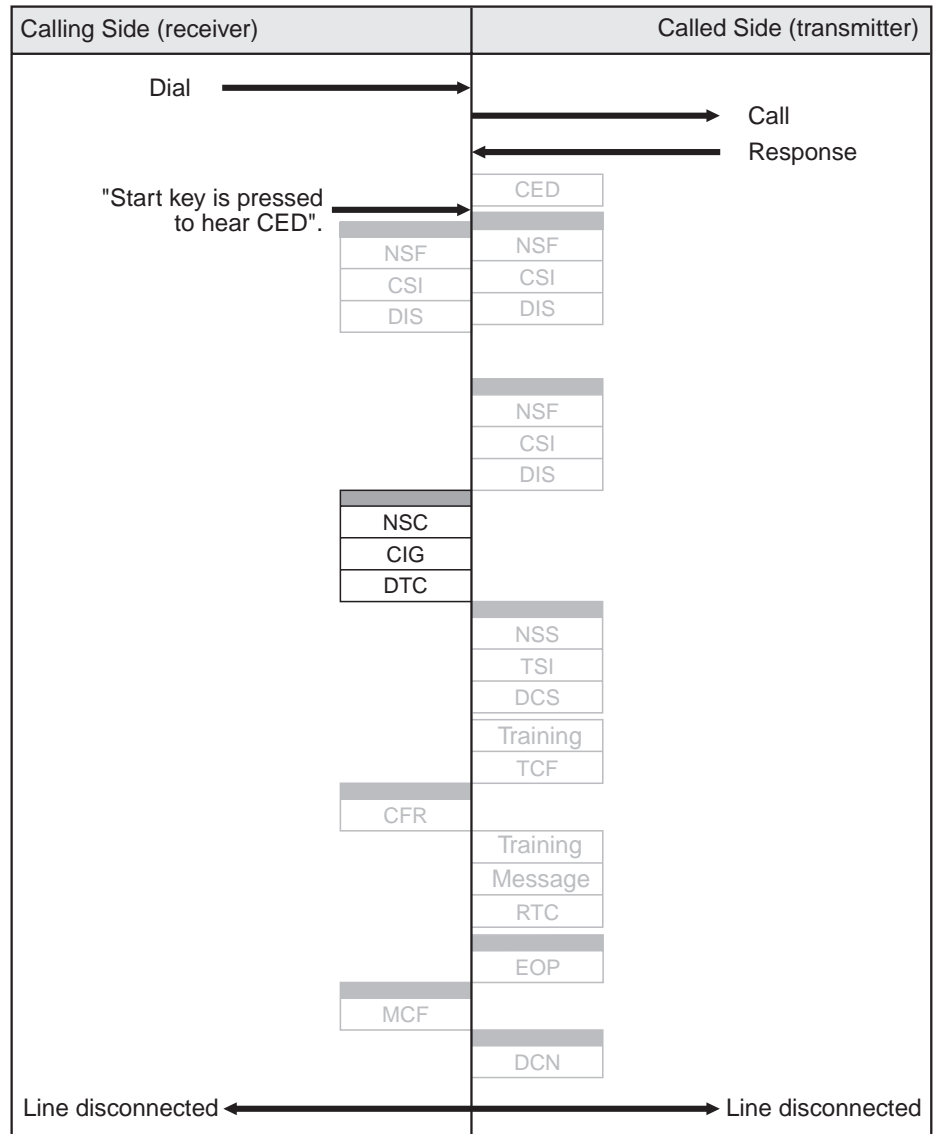 Calling Side (receiver)
Called Side (transmitter)
Dial
Call
Response
CED
"Start key is pressed
to hear CED".
NSF
CSI
DIS
NSF
CSI
DIS
NSF
CSI
DIS
NSC
CIG
DTC
NSS
TSI
DCS
Training
TCF
CFR
Training
Message
RTC
EOP
MCF
DCN
Line disconnected
Line disconnected